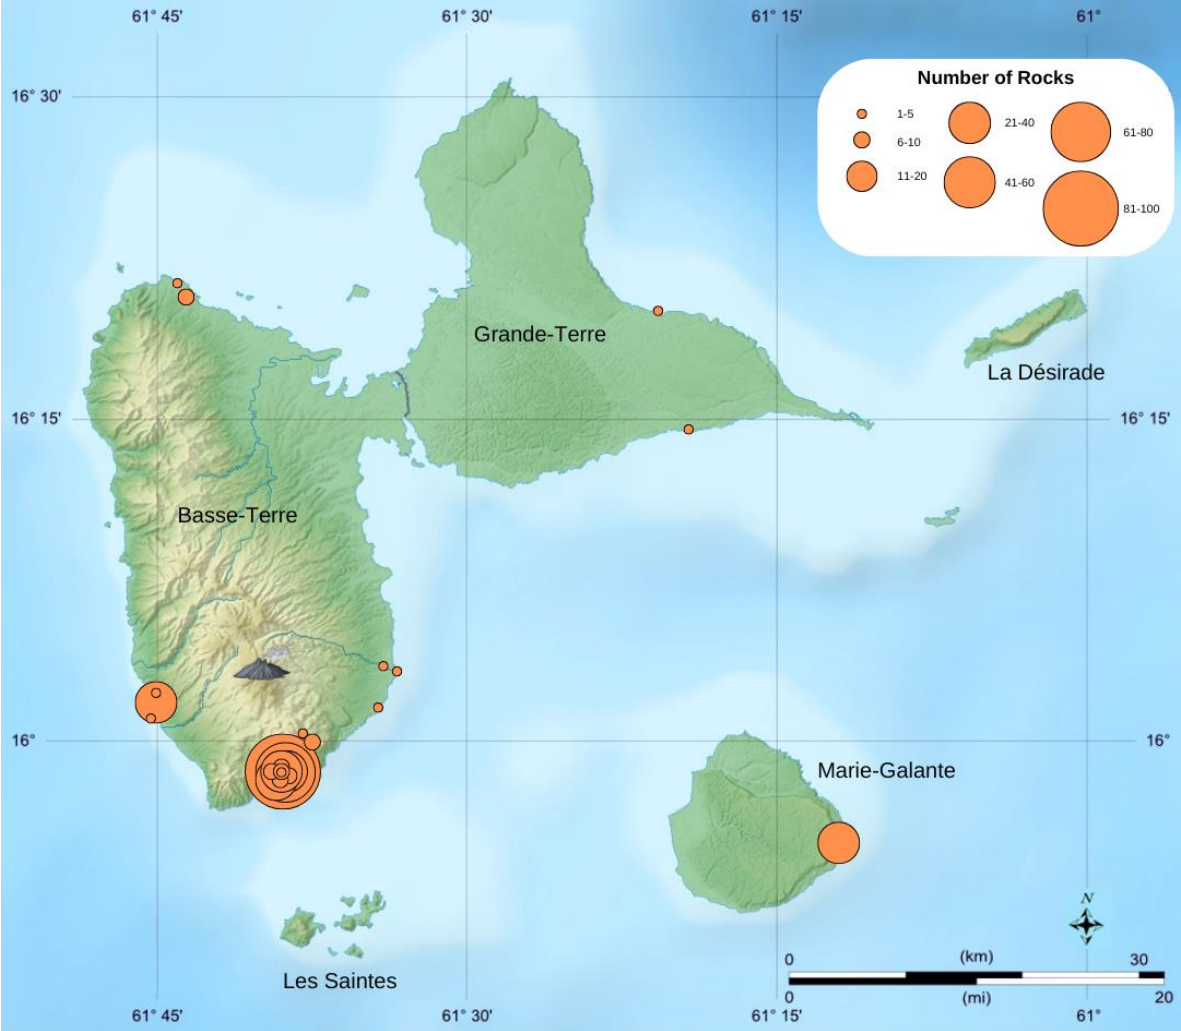 61° 45'
61° 30'
61° 15'
61°
16° 30'
Number of Rocks
1-5
6-10
11-20
21-40
41-60
61-80
81-100
Grande-Terre
La Désirade
16° 15'
16° 15'
Basse-Terre
16°
16°
Marie-Galante
Les Saintes
N
0
(km)
30
0
(mi)
20
61° 45'
61° 30'
61° 15'
61°